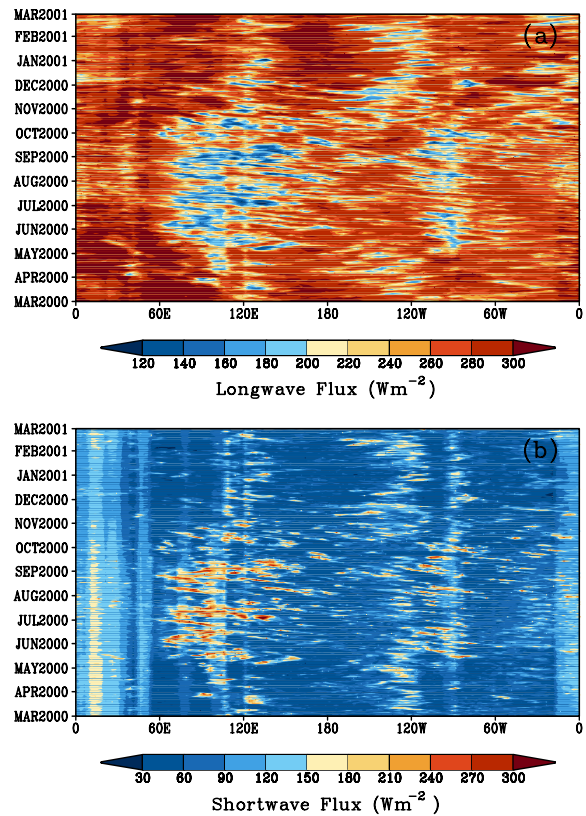 MAR2001
(a)
FEB2001
JAN2001
DEC2000
NOV2000
OCT2000
SEP2000
AUG2000
JUL2000
JUN2000
MAY2000
APR2000
MAR2000
60E 120E 180 120W 60W 0
120 140 160 180 200 220 240 260 280 300
Longwave Flux (Wm⁻²)
MAR2001
(b)
FEB2001
JAN2001
DEC2000
NOV2000
OCT2000
SEP2000
AUG2000
JUL2000
JUN2000
MAY2000
APR2000
MAR2000
60E 120E 180 120W 60W 0
30 60 90 120 150 180 210 240 270 300
Shortwave Flux (Wm⁻²)